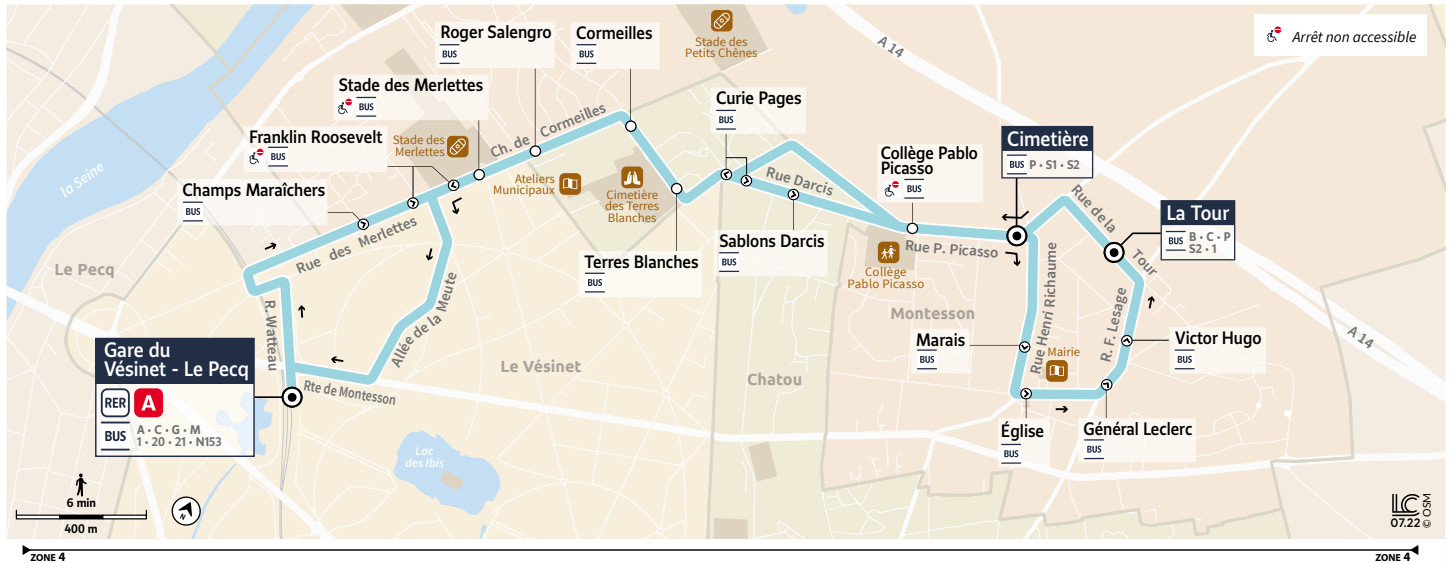 Arrêt non accessible
A 14
Stade des
Petits Chênes
Roger Salengro
BUS
Cormeilles
BUS
Stade des Merlettes
BUS
Franklin Roosevelt
BUS
Stade des
Merlettes
Ch. de Cormeilles
Curie Pages
BUS
la Seine
Champs Maraîchers
BUS
Ateliers
Municipaux
Cimetière
des Terres
Blanches
Rue Darcis
Collège Pablo
Picasso
BUS
Cimetière
BUS P • S1 • S2
Rue de la Tour
La Tour
BUS B • C • P
S2 • 1
Rue des Merlettes
Le Pecq
Terres Blanches
BUS
Sablons Darcis
BUS
Rue P. Picasso
Collège
Pablo Picasso
Montesson
Allée de la Meute
R. Watteau
Rue Henri Richaume
R. F. Lesage
A 14
Gare du
Vésinet - Le Pecq
RER A
BUS A • C • G • M
1 • 20 • 21 • N153
Rte de Montesson
Le Vésinet
Chatou
Marais
BUS
Mairie
Victor Hugo
BUS
Église
BUS
Général Leclerc
BUS
Lac
des Ibis
6 min
400 m
N
LC
07.22
© OSM
ZONE 4
ZONE 4